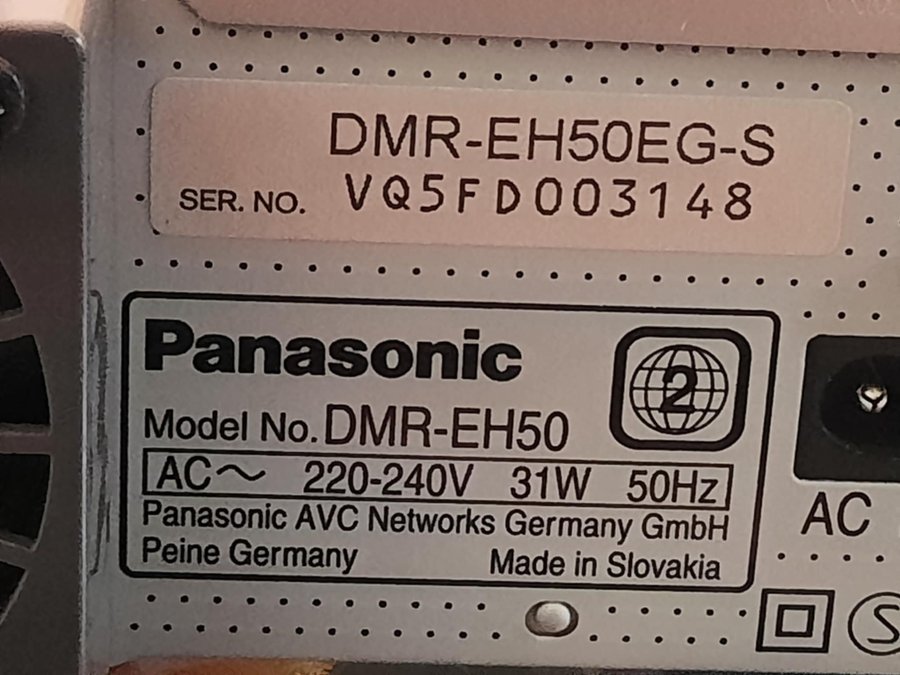 DMR-EH50EG-S
SER. NO. VQ5FD003148
Panasonic
2
Model No. DMR-EH50
AC～ 220-240V 31W 50Hz
AC
Panasonic AVC Networks Germany GmbH
Peine Germany Made in Slovakia
S